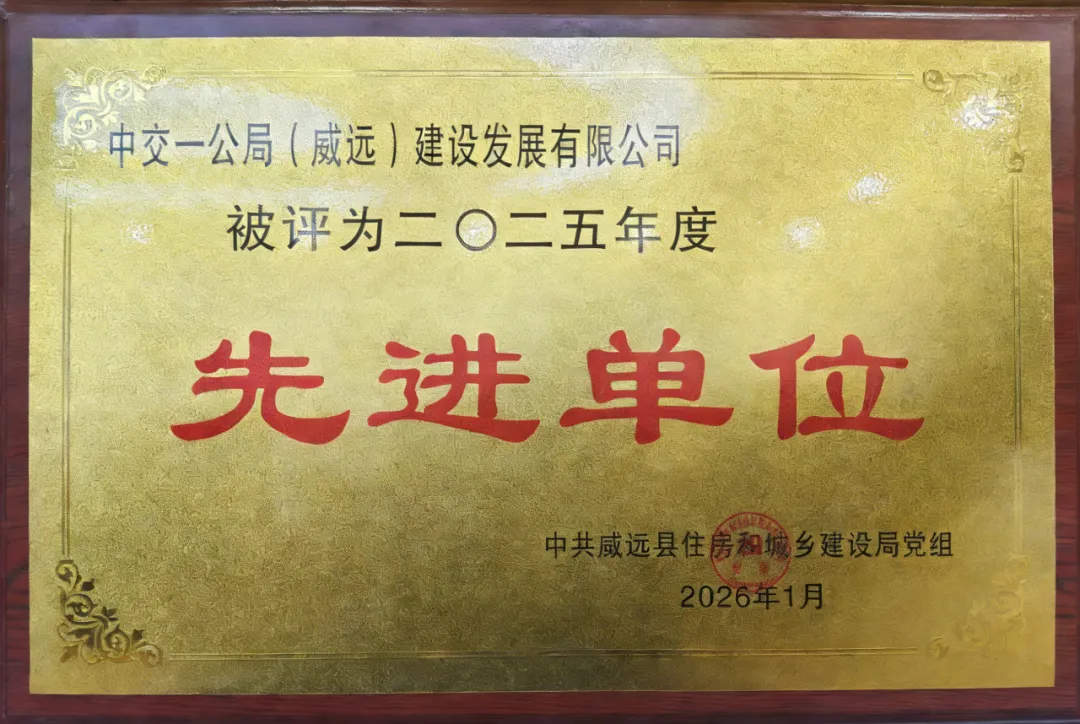 中交一公局（威远）建设发展有限公司
被评为二〇二五年度
先进单位
中共威远县住房和城乡建设局党组
2026年1月